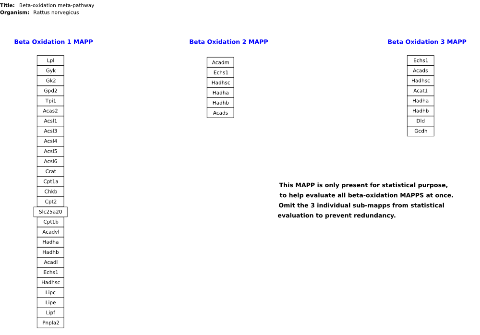 Title: Beta-oxidation meta-pathway
Organism: Rattus norvegicus
Beta Oxidation 1 MAPP
Lpl
Gyk
Gk2
Gpd2
Tpi1
Acas2
Acsl1
Acsl3
Acsl4
Acsl5
Acsl6
Crat
Cpt1a
Chkb
Cpt2
Slc25a20
Cpt1b
Acadvl
Hadha
Hadhb
Acadl
Echs1
Hadhsc
Lipc
Lipe
Lipf
Pnpla2
Beta Oxidation 2 MAPP
Acadm
Echs1
Hadhsc
Hadha
Hadhb
Acads
Beta Oxidation 3 MAPP
Echs1
Acads
Hadhsc
Acat1
Hadha
Hadhb
Dld
Gcdh
This MAPP is only present for statistical purpose,
to help evaluate all beta-oxidation MAPPS at once.
Omit the 3 individual sub-maps from statistical
evaluation to prevent redundancy.